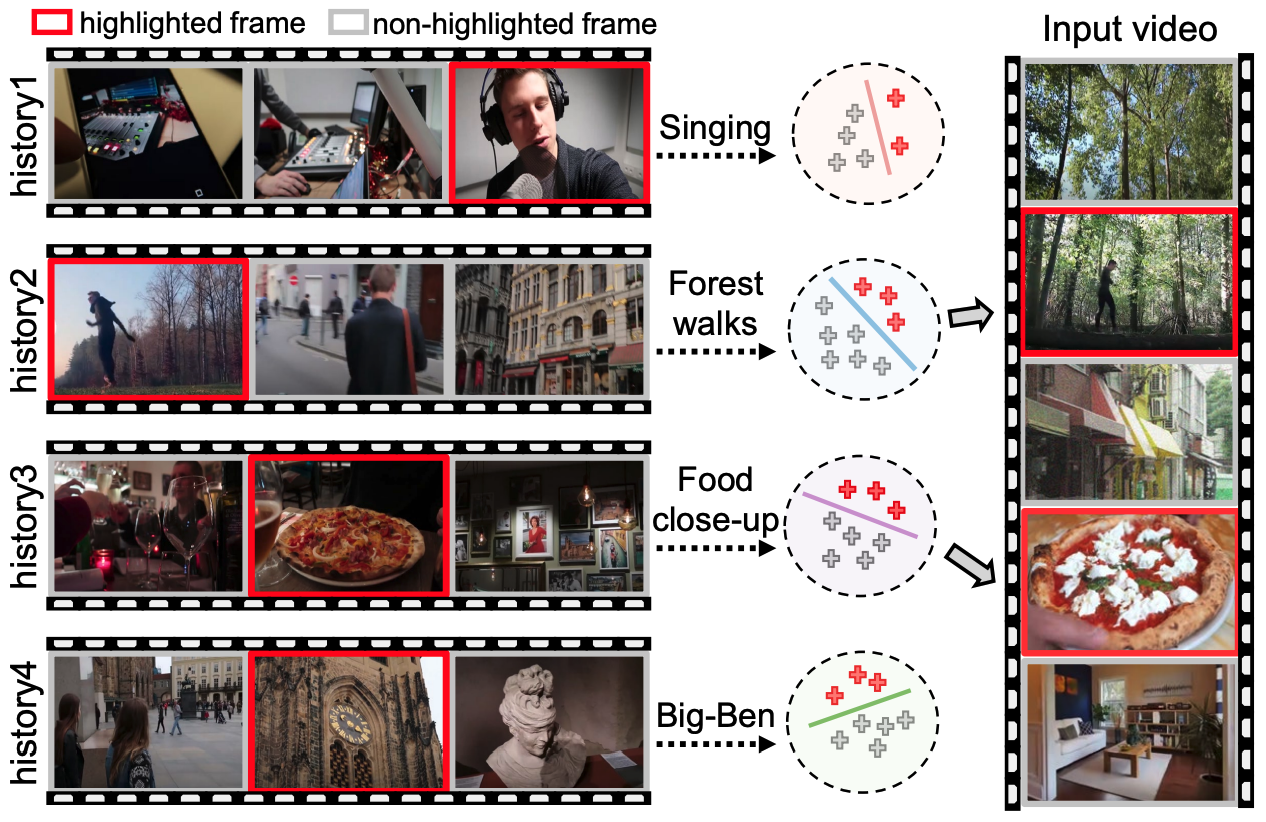 highlighted frame
non-highlighted frame
Input video
history1
Singing
history2
Forest
walks
history3
Food
close-up
history4
Big-Ben